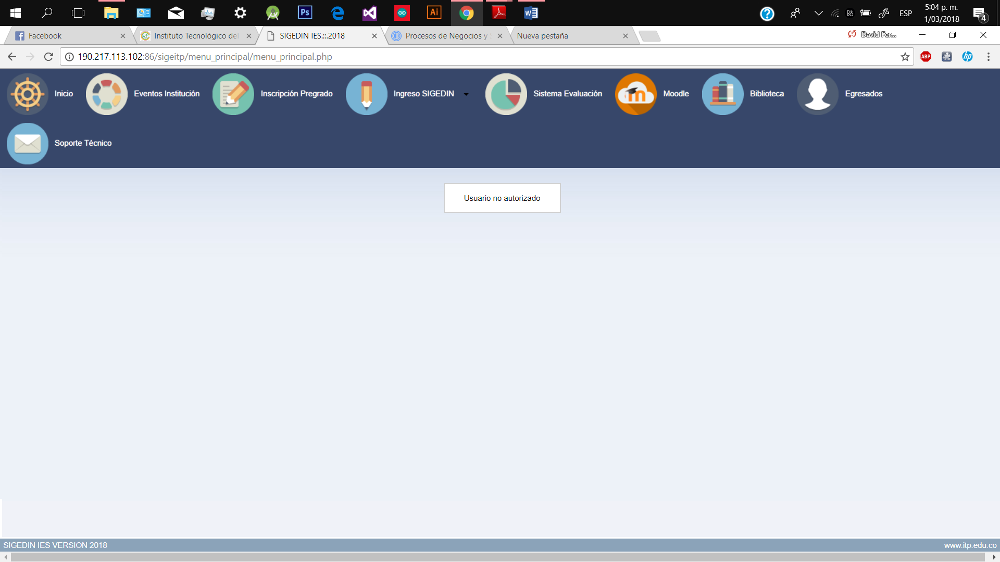 Ps
Ai
ESP
5:04 p. m.
1/03/2018
4
Facebook
Instituto Tecnológico del
SIGEDIN IES.::.2018
Procesos de Negocios y
Nueva pestaña
David Fer...
190.217.113.102:86/sigeitp/menu_principal/menu_principal.php
ABP
hp
Inicio
Eventos Institución
Inscripción Pregrado
Ingreso SIGEDIN
Sistema Evaluación
m
Moodle
Biblioteca
Egresados
Soporte Técnico
Usuario no autorizado
SIGEDIN IES VERSION 2018
www.itp.edu.co